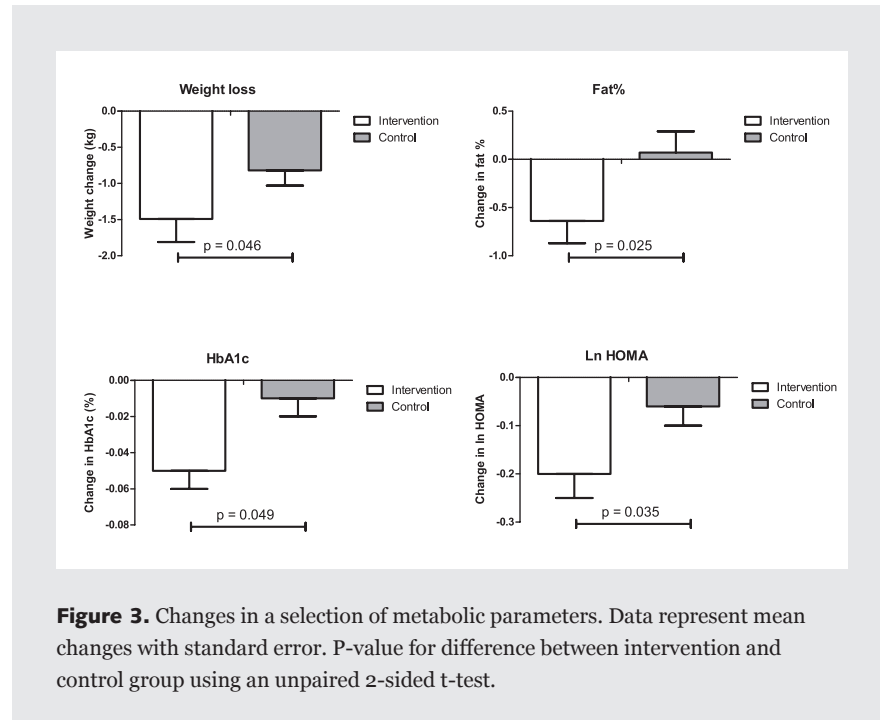 Weight loss
0.0
-0.5
-1.0
-1.5
-2.0
Weight change (kg)
Intervention
Control
p = 0.046
Fat%
0.5
0.0
-0.5
-1.0
Change in fat %
Intervention
Control
p = 0.025
HbA1c
0.00
-0.02
-0.04
-0.06
-0.08
Change in HbA1c (%)
Intervention
Control
p = 0.049
Ln HOMA
0.0
-0.1
-0.2
-0.3
Change in ln HOMA
Intervention
Control
p = 0.035
Figure 3. Changes in a selection of metabolic parameters. Data represent mean
changes with standard error. P-value for difference between intervention and
control group using an unpaired 2-sided t-test.